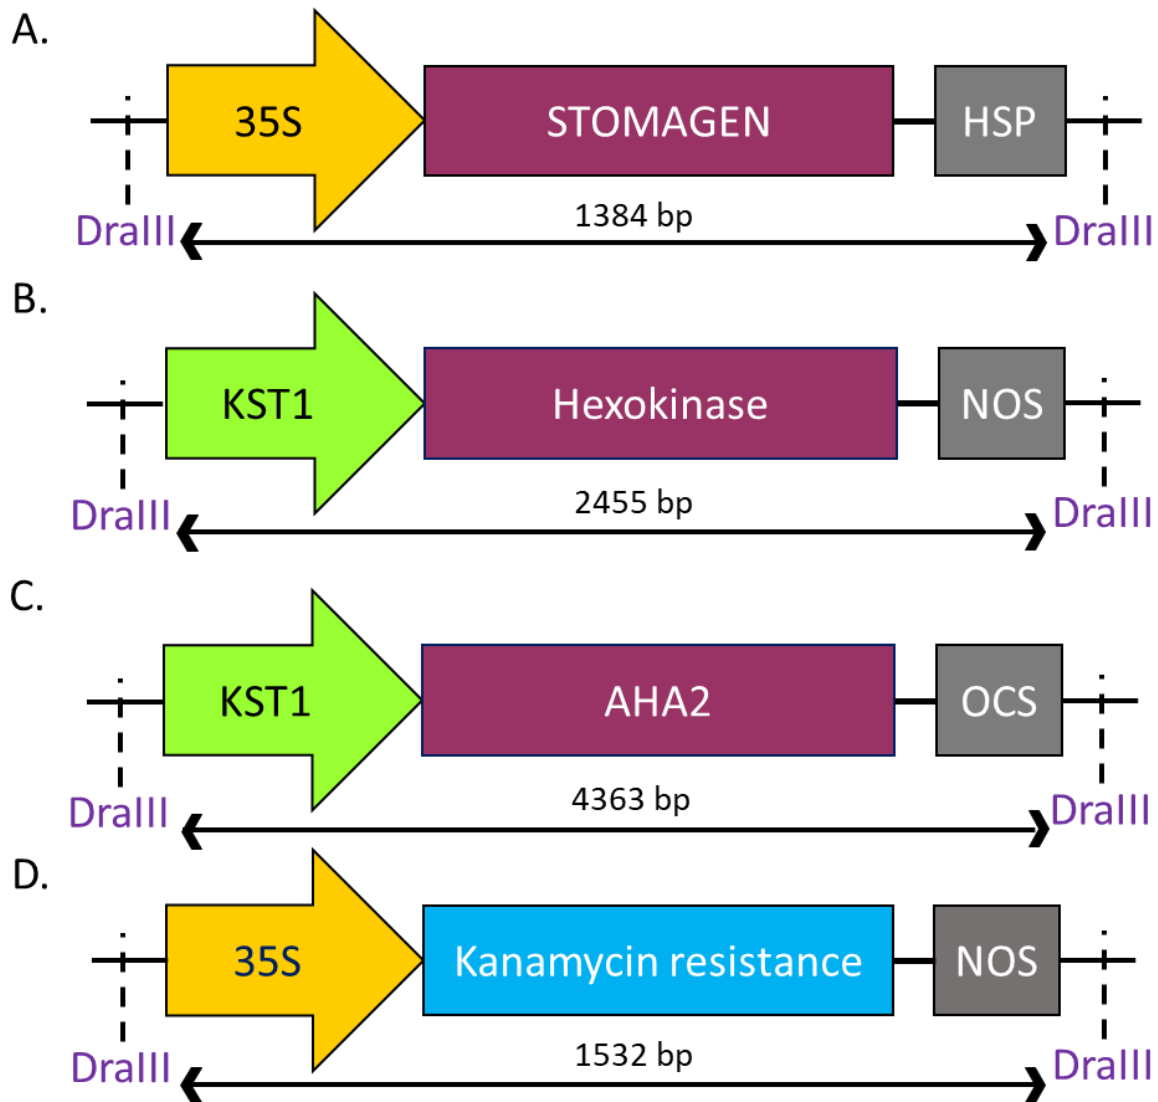 A.
35S STOMAGEN HSP
1384 bp
DraIII DraIII
B.
KST1 Hexokinase NOS
2455 bp
DraIII DraIII
C.
KST1 AHA2 OCS
4363 bp
DraIII DraIII
D.
35S Kanamycin resistance NOS
1532 bp
DraIII DraIII